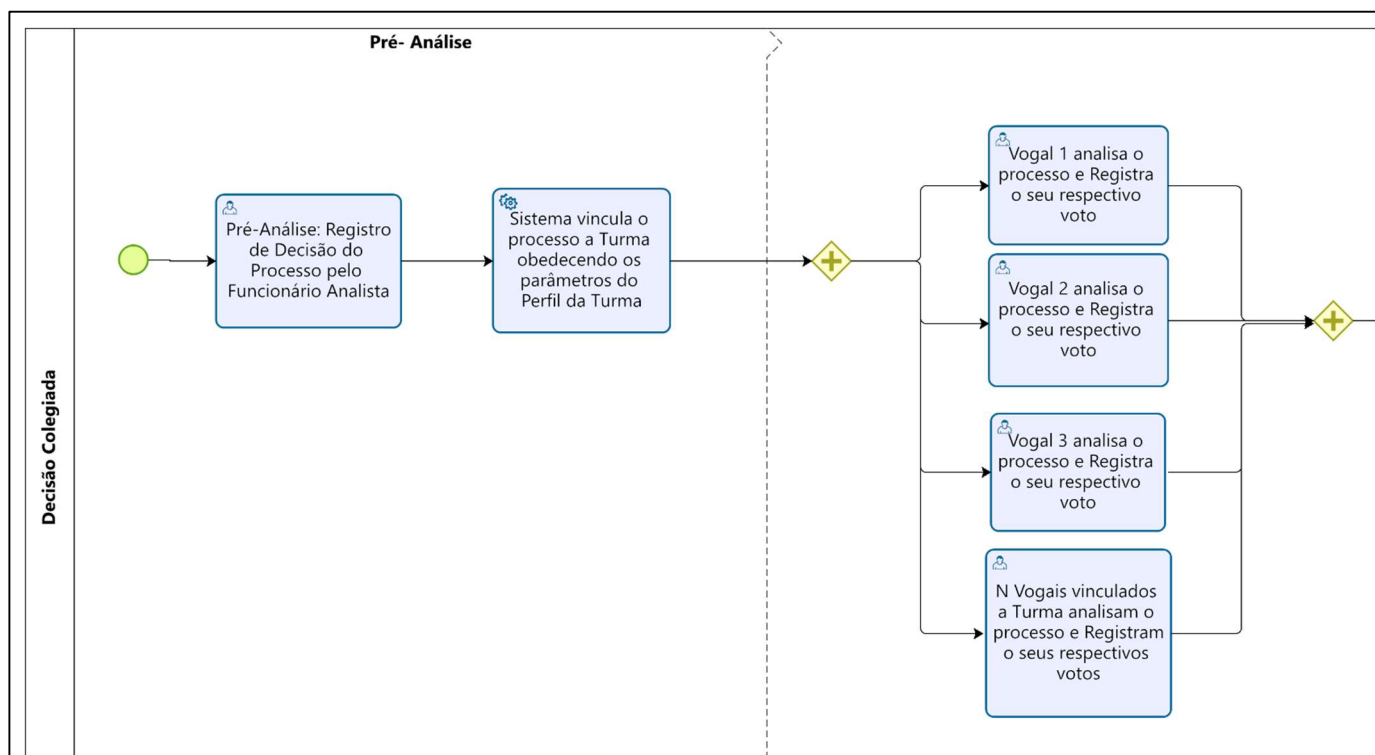 Pré- Análise
Decisão Colegiada
Pré-Análise: Registro
de Decisão do
Processo pelo
Funcionário Analista
Sistema vincula o
processo a Turma
obedecendo os
parâmetros do
Perfil da Turma
Vogal 1 analisa o
processo e Registra
o seu respectivo
voto
Vogal 2 analisa o
processo e Registra
o seu respectivo
voto
Vogal 3 analisa o
processo e Registra
o seu respectivo
voto
N Vogais vinculados
a Turma analisam o
processo e Registram
o seus respectivos
votos